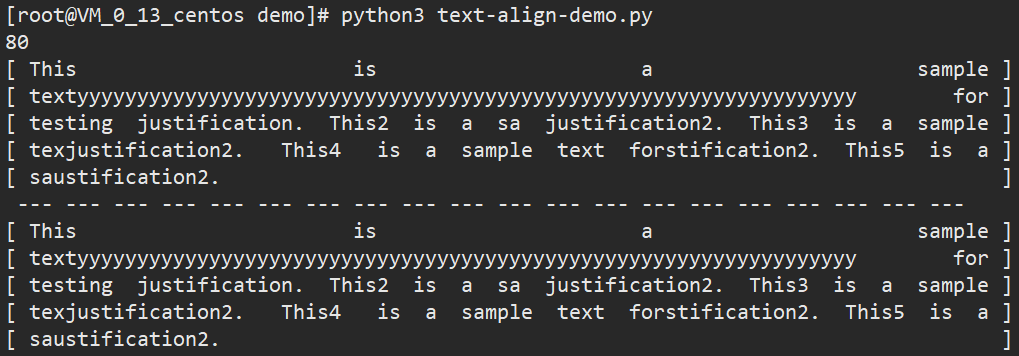 [root@VM_0_13_centos demo]# python3 text-align-demo.py
80
[ This                       is                      a                      sample ]
[ textyyyyyyyyyyyyyyyyyyyyyyyyyyyyyyyyyyyyyyyyyyyyyyyyyyyyyyyyyyyyyyyyy        for ]
[ testing  justification.  This2  is  a  sa  justification2.  This3  is  a  sample ]
[ texjustification2.   This4   is  a  sample  text  forstification2.  This5  is  a ]
[ saustification2.                                                                 ]
 --- --- --- --- --- --- --- --- --- --- --- --- --- --- --- --- --- --- --- ---
[ This                       is                      a                      sample ]
[ textyyyyyyyyyyyyyyyyyyyyyyyyyyyyyyyyyyyyyyyyyyyyyyyyyyyyyyyyyyyyyyyyy        for ]
[ testing  justification.  This2  is  a  sa  justification2.  This3  is  a  sample ]
[ texjustification2.   This4   is  a  sample  text  forstification2.  This5  is  a ]
[ saustification2.                                                                 ]